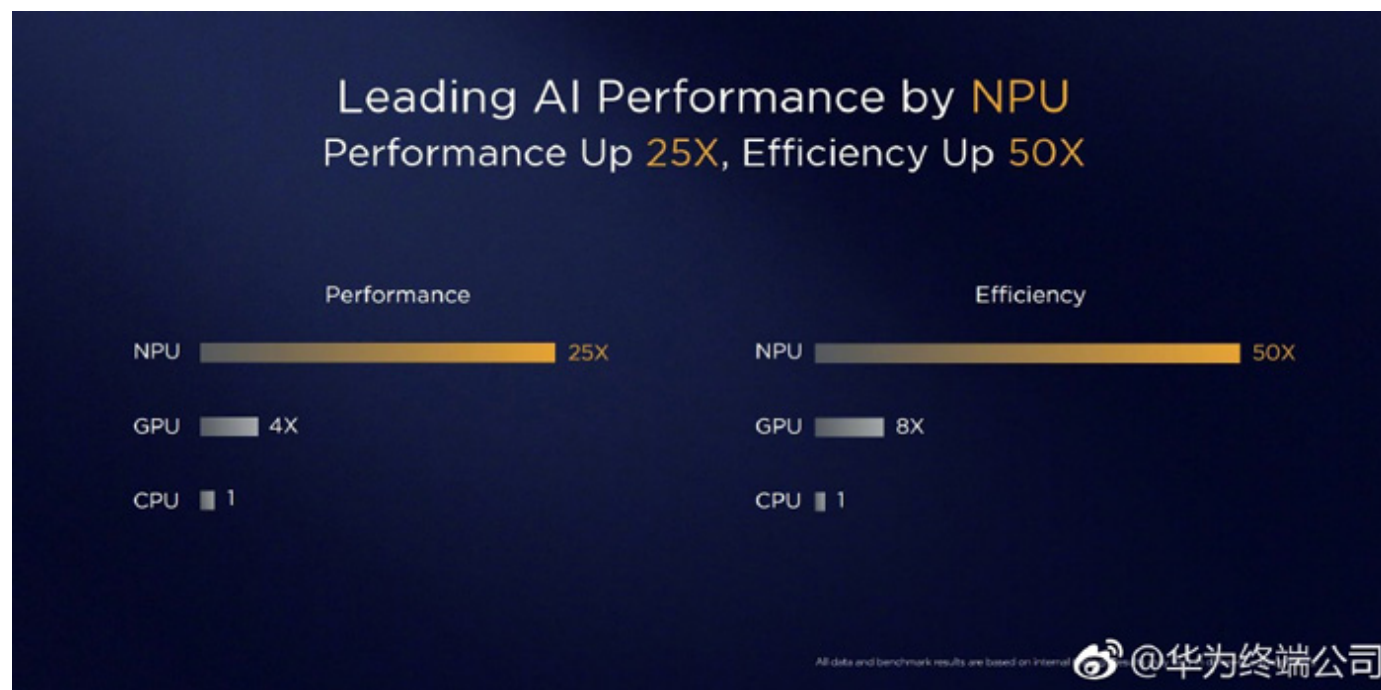 Leading AI Performance by NPU
Performance Up 25X, Efficiency Up 50X
Performance
NPU 25X
GPU 4X
CPU 1
Efficiency
NPU 50X
GPU 8X
CPU 1
All data and benchmark results are based on internal
@华为终端公司